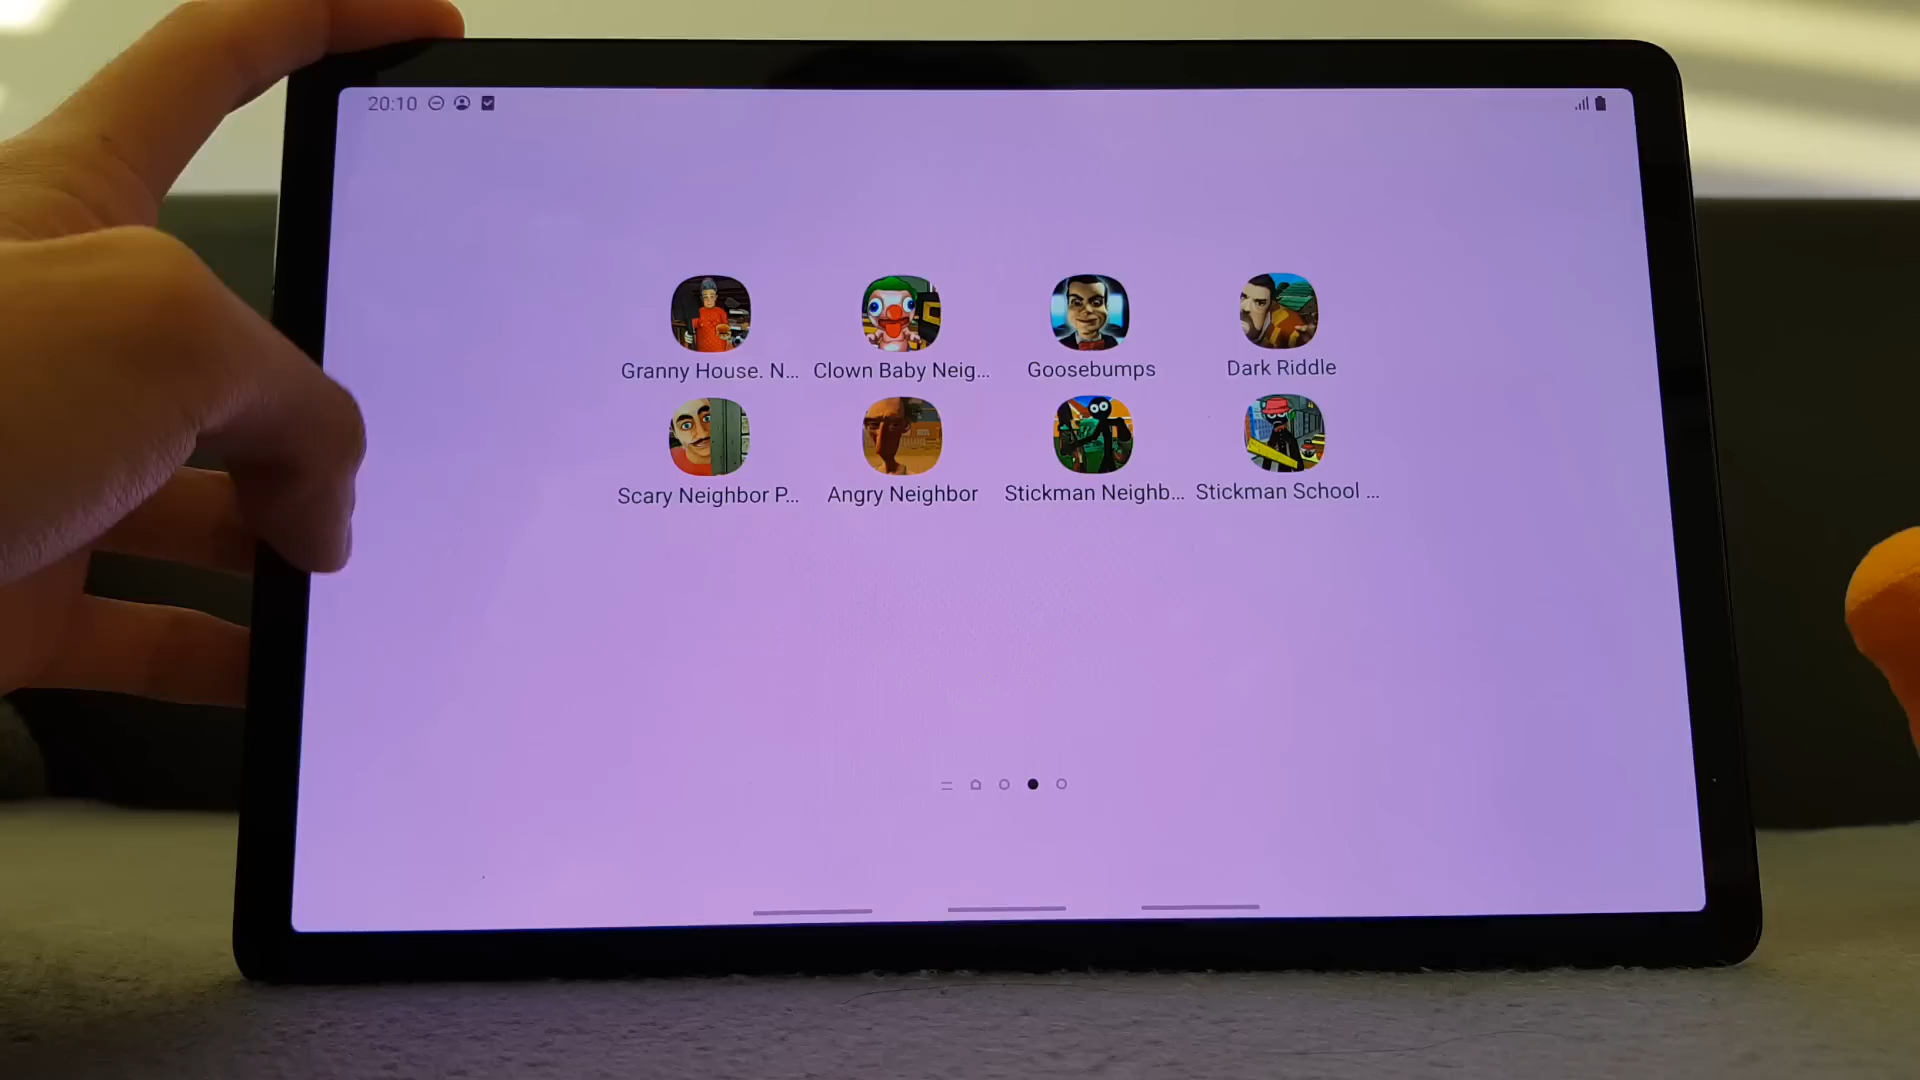 20:10
Granny House. N... Clown Baby Neig... Goosebumps Dark Riddle
Scary Neighbor P... Angry Neighbor Stickman Neighb... Stickman School ...